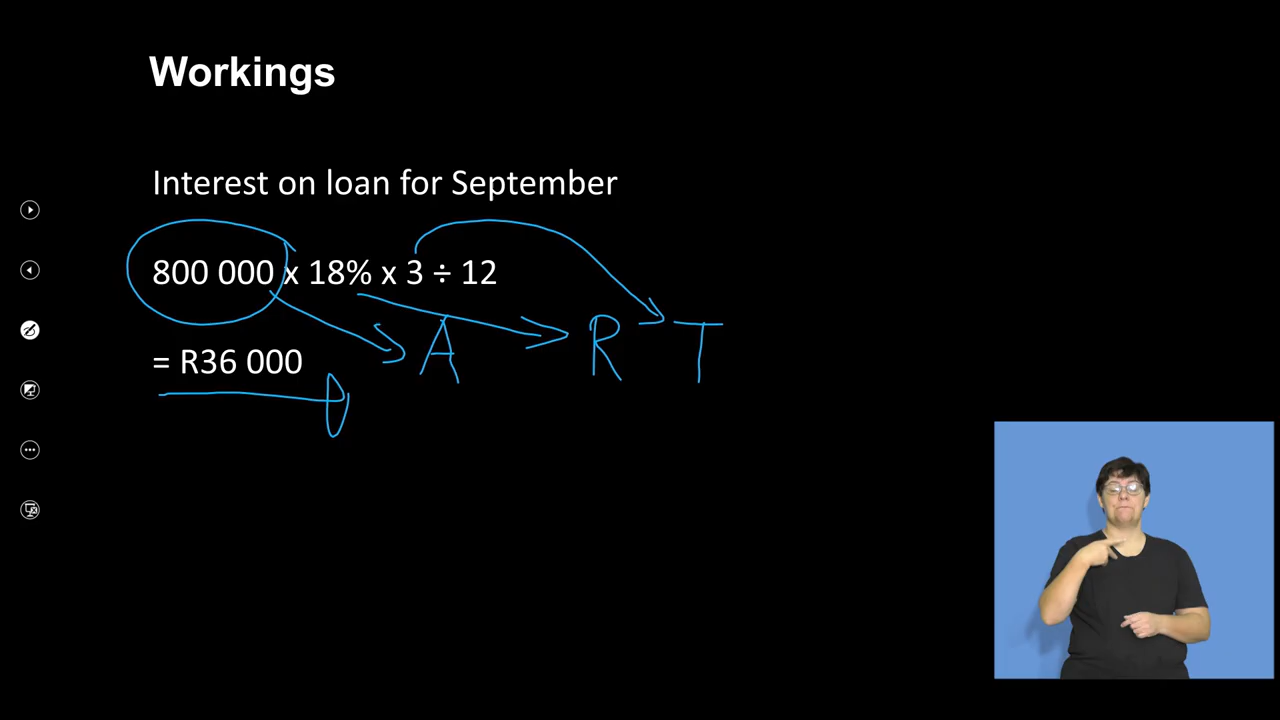 Workings
Interest on loan for September
800 000 x 18% x 3 ÷ 12
A R T
= R36 000